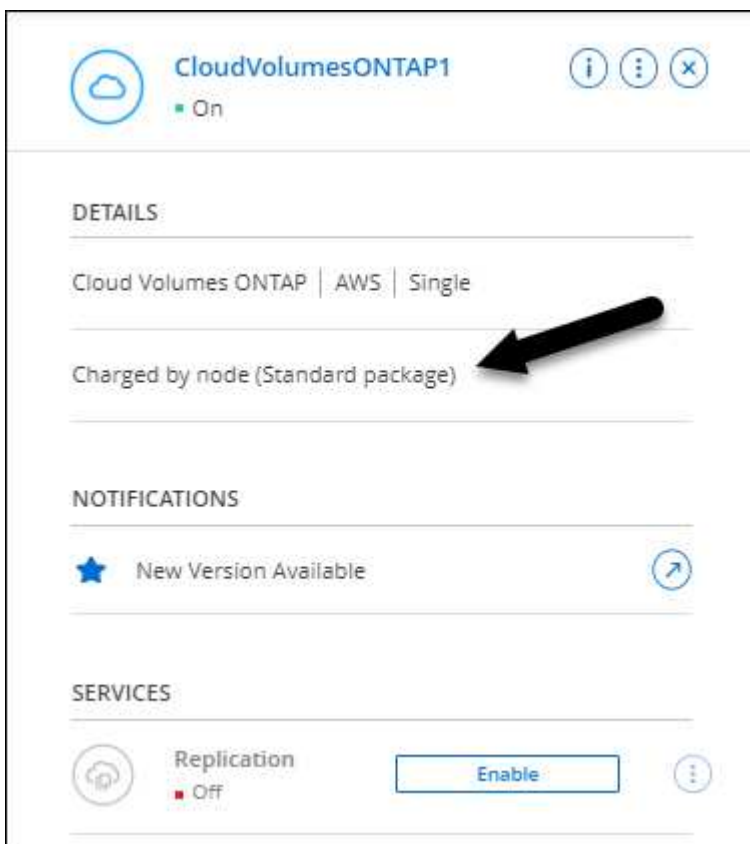 CloudVolumesONTAP1
On
DETAILS
Cloud Volumes ONTAP | AWS | Single
Charged by node (Standard package)
NOTIFICATIONS
New Version Available
SERVICES
Replication
Off
Enable